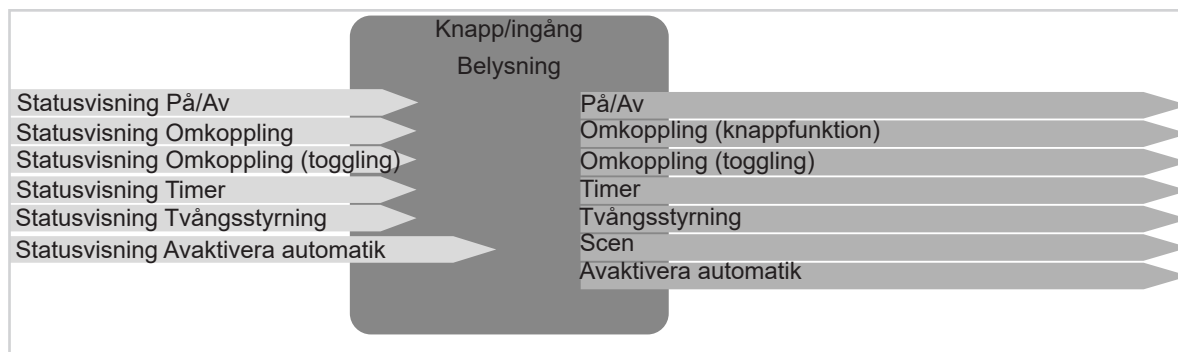 Knapp/ingång
Belysning
Statusvisning På/Av
Statusvisning Omkoppling
Statusvisning Omkoppling (toggling)
Statusvisning Timer
Statusvisning Tvångsstyrning
Statusvisning Avaktivera automatik
På/Av
Omkoppling (knappfunktion)
Omkoppling (toggling)
Timer
Tvångsstyrning
Scen
Avaktivera automatik